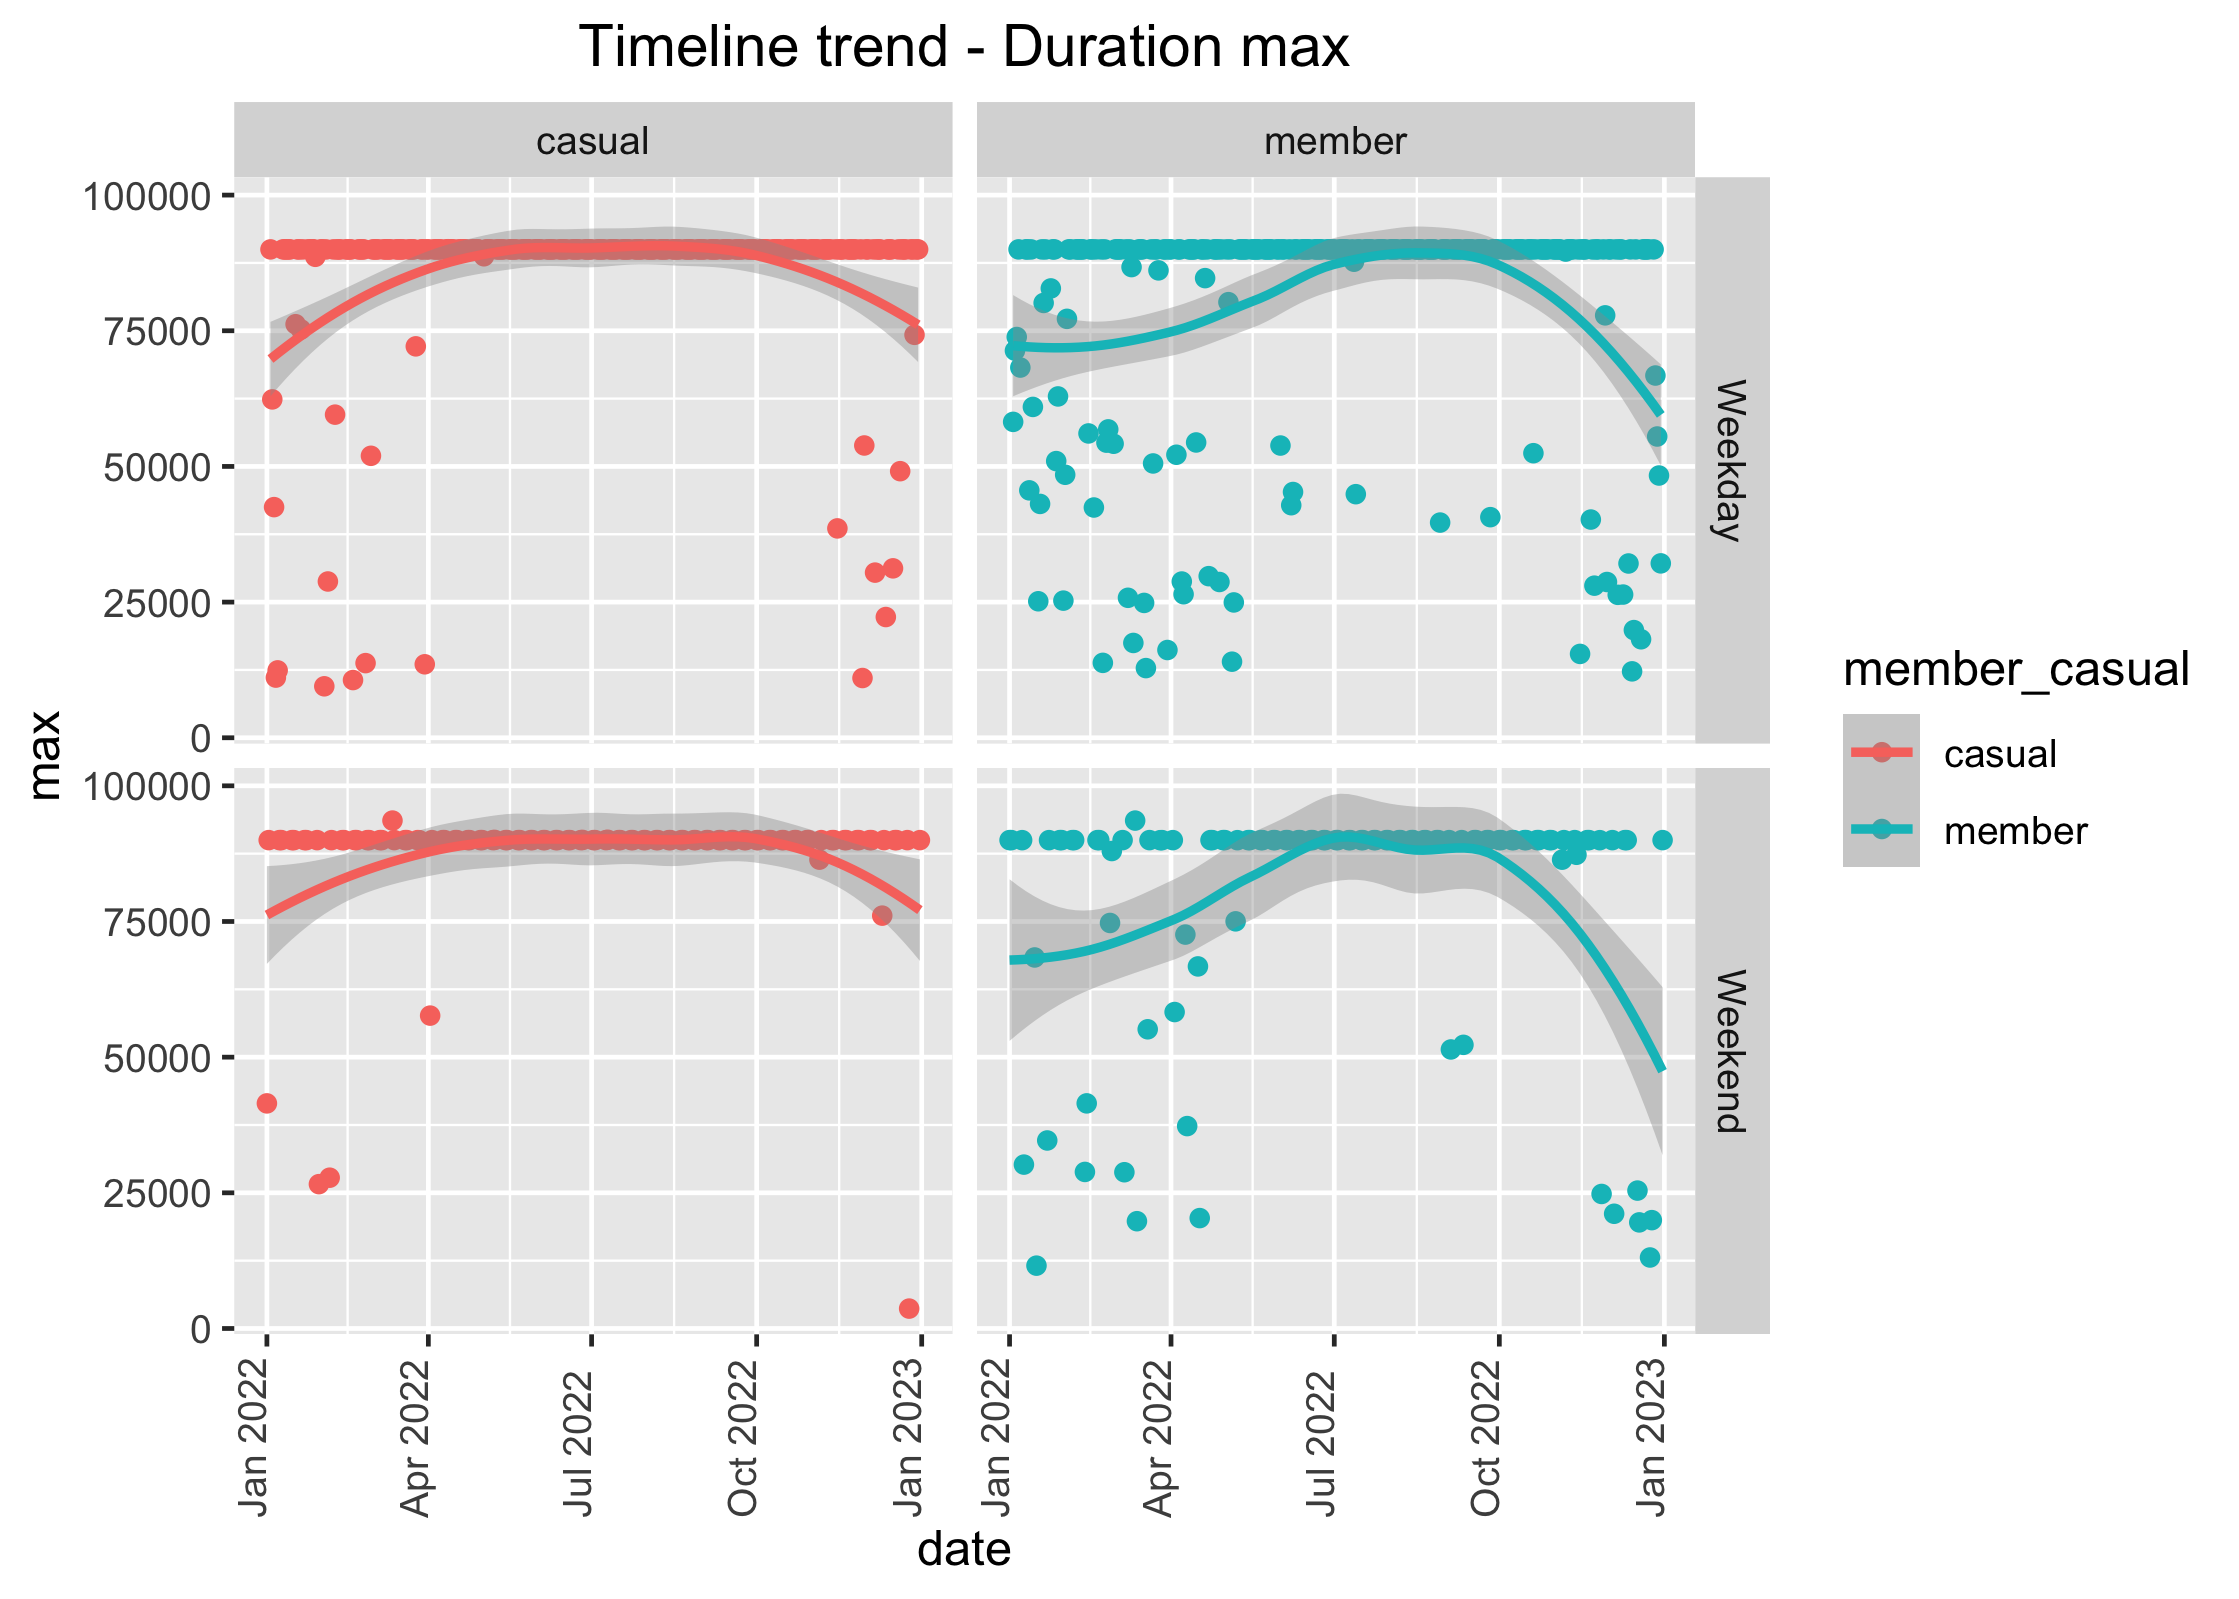 Timeline trend - Duration max
casual
member
100000
75000
50000
25000
0
Weekday
100000
75000
50000
25000
0
Weekend
max
Jan 2022
Apr 2022
Jul 2022
Oct 2022
Jan 2023
Jan 2022
Apr 2022
Jul 2022
Oct 2022
Jan 2023
date
member_casual
casual
member